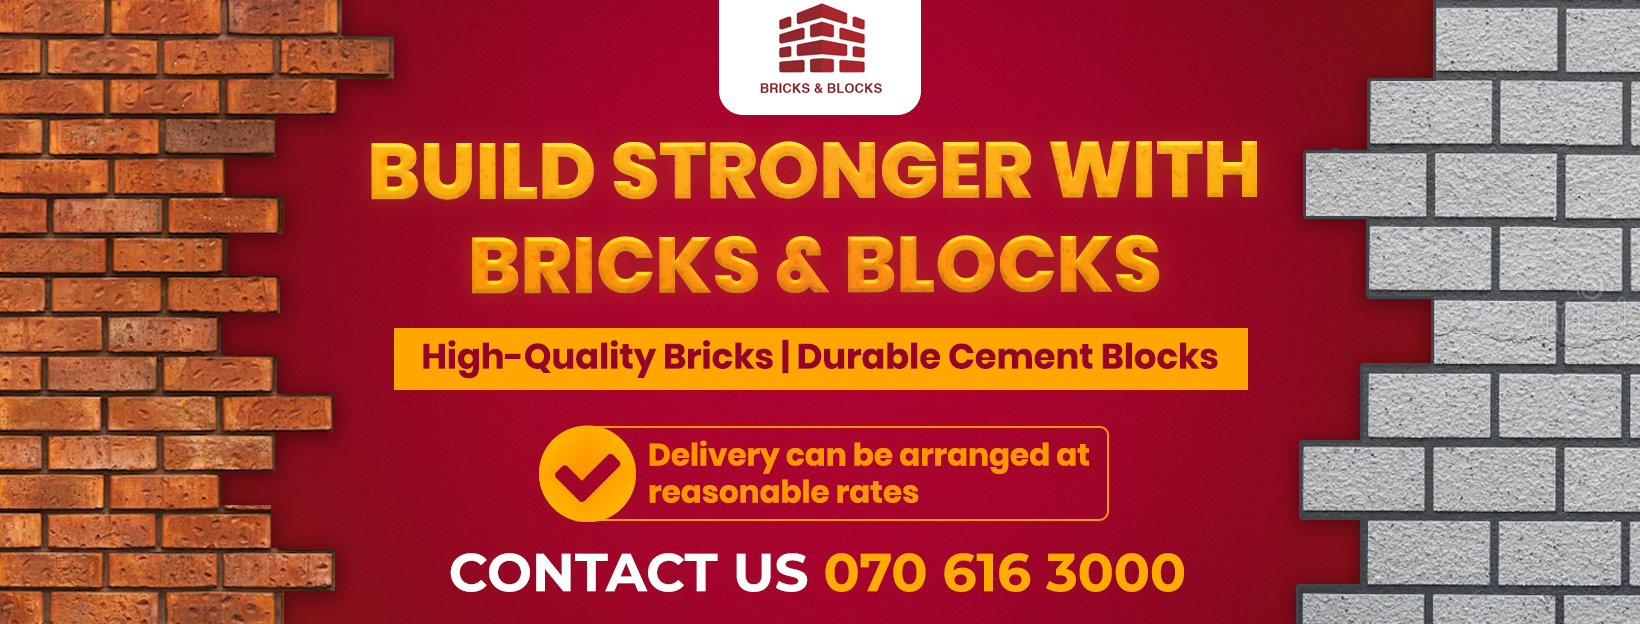 BRICKS & BLOCKS
BUILD STRONGER WITH
BRICKS & BLOCKS
High-Quality Bricks | Durable Cement Blocks
Delivery can be arranged at
reasonable rates
CONTACT US 070 616 3000